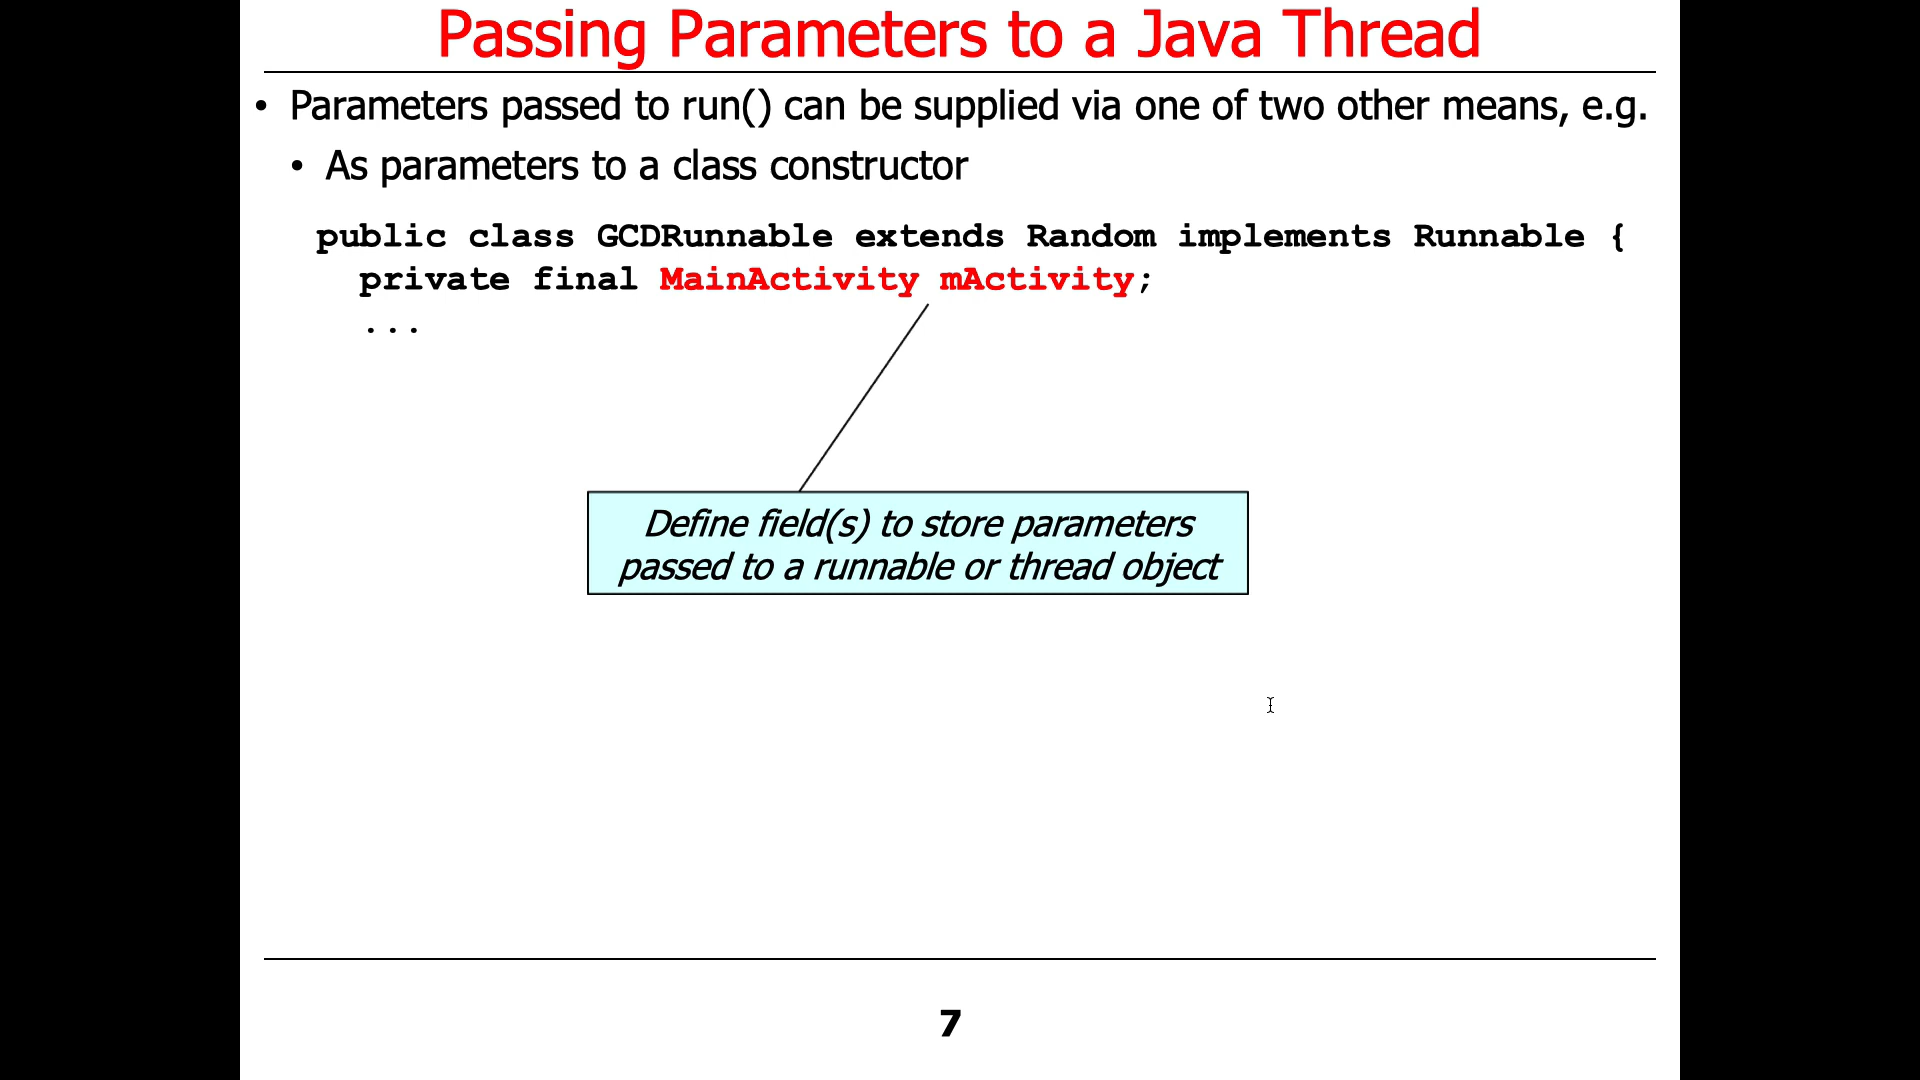 Passing Parameters to a Java Thread
• Parameters passed to run() can be supplied via one of two other means, e.g.
• As parameters to a class constructor
public class GCDRunnable extends Random implements Runnable {
private final MainActivity mActivity;
...
Define field(s) to store parameters
passed to a runnable or thread object
7